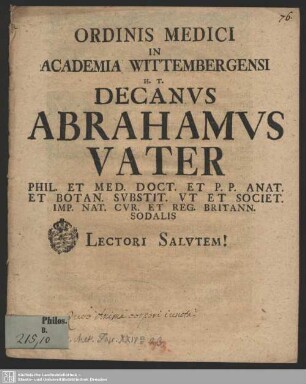 76.
ORDINIS MEDICI
IN
ACADEMIA WITTEMBERGENSI
H. T.
DECANVS
ABRAHAMVS
VATER
PHIL. ET MED. DOCT. ET P. P. ANAT.
ET BOTAN. SVBSTIT. VT ET SOCIET.
IMP. NAT. CVR. ET REG. BRITANN.
SODALIS
LECTORI SALVTEM!
Philos.
B.
215,10